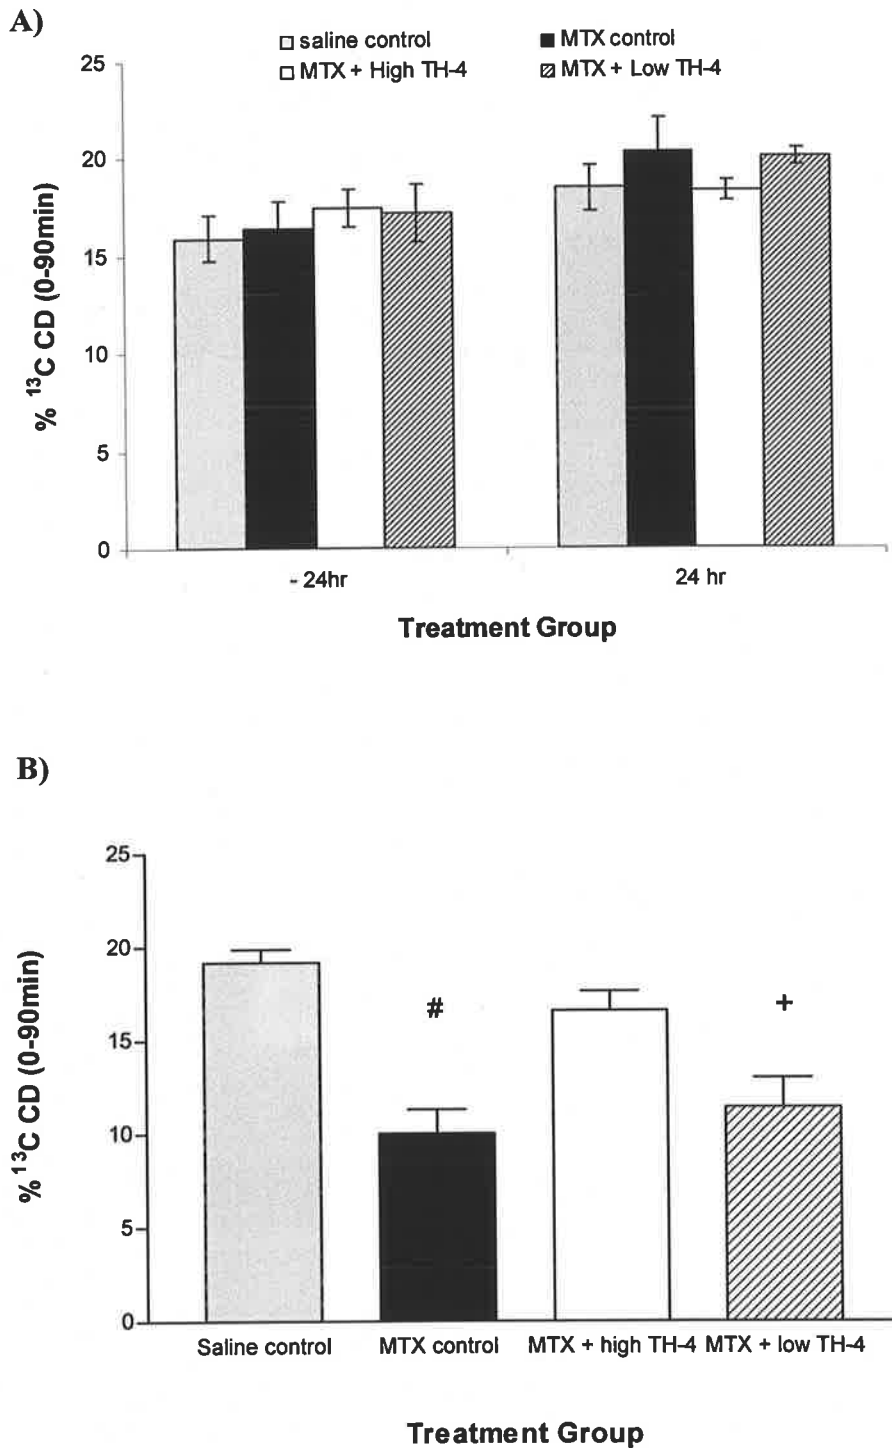 A)
saline control MTX control
MTX + High TH-4 MTX + Low TH-4
25
20
15
10
5
0
% ¹³C CD (0-90min)
- 24hr 24 hr
Treatment Group
B)
25
20
15
10
5
0
% ¹³C CD (0-90min)
# +
Saline control MTX control MTX + high TH-4 MTX + low TH-4
Treatment Group